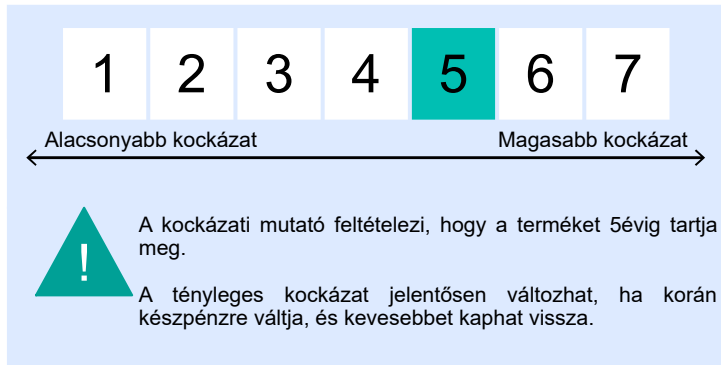 1 2 3 4 5 6 7
Alacsonyabb kockázat Magasabb kockázat
!
A kockázati mutató feltételezi, hogy a terméket 5évig tartja
meg.
A tényleges kockázat jelentősen változhat, ha korán
készpénzre váltja, és kevesebbet kaphat vissza.